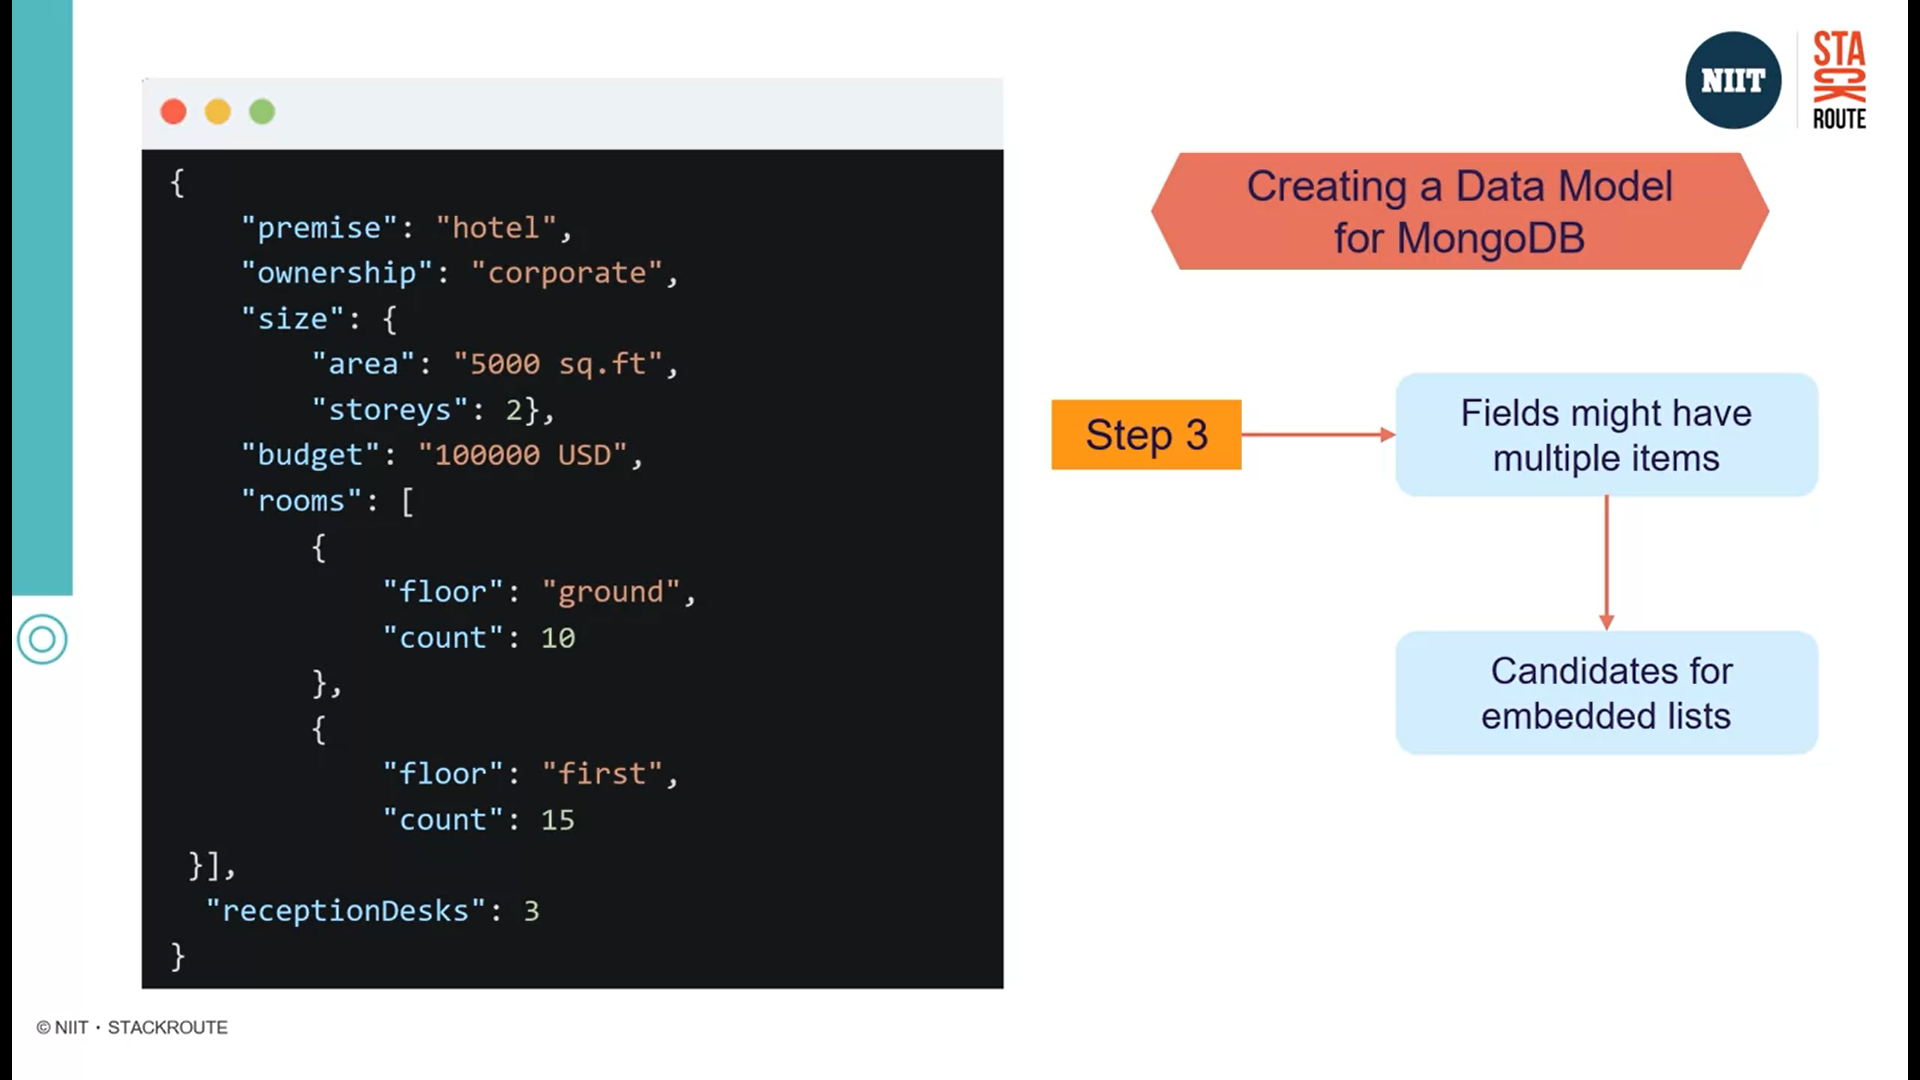 NIIT
STA
CK
ROUTE
{
"premise": "hotel",
"ownership": "corporate",
"size": {
"area": "5000 sq.ft",
"storeys": 2},
"budget": "100000 USD",
"rooms": [
{
"floor": "ground",
"count": 10
},
{
"floor": "first",
"count": 15
}],
"receptionDesks": 3
}
Creating a Data Model
for MongoDB
Step 3
Fields might have
multiple items
Candidates for
embedded lists
© NIIT · STACKROUTE